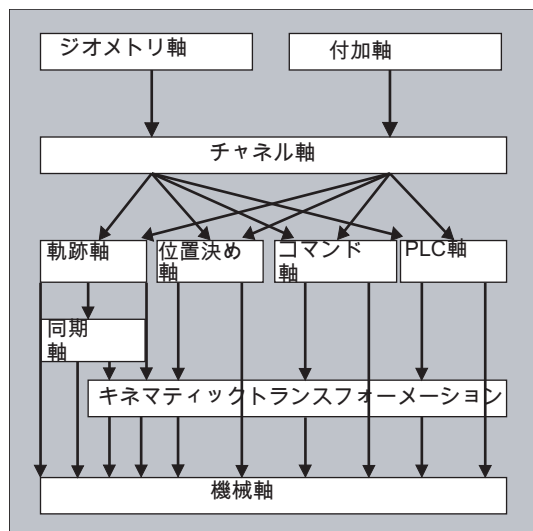 ジオメトリ軸
付加軸
チャネル軸
軌跡軸
位置決め
軸
コマンド
軸
PLC軸
同期
軸
キネマティックトランスフォーメーション
機械軸